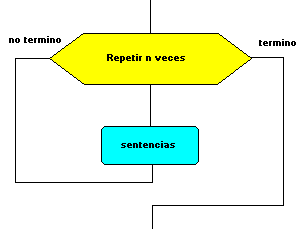 no termino
termino
Repetir n veces
sentencias